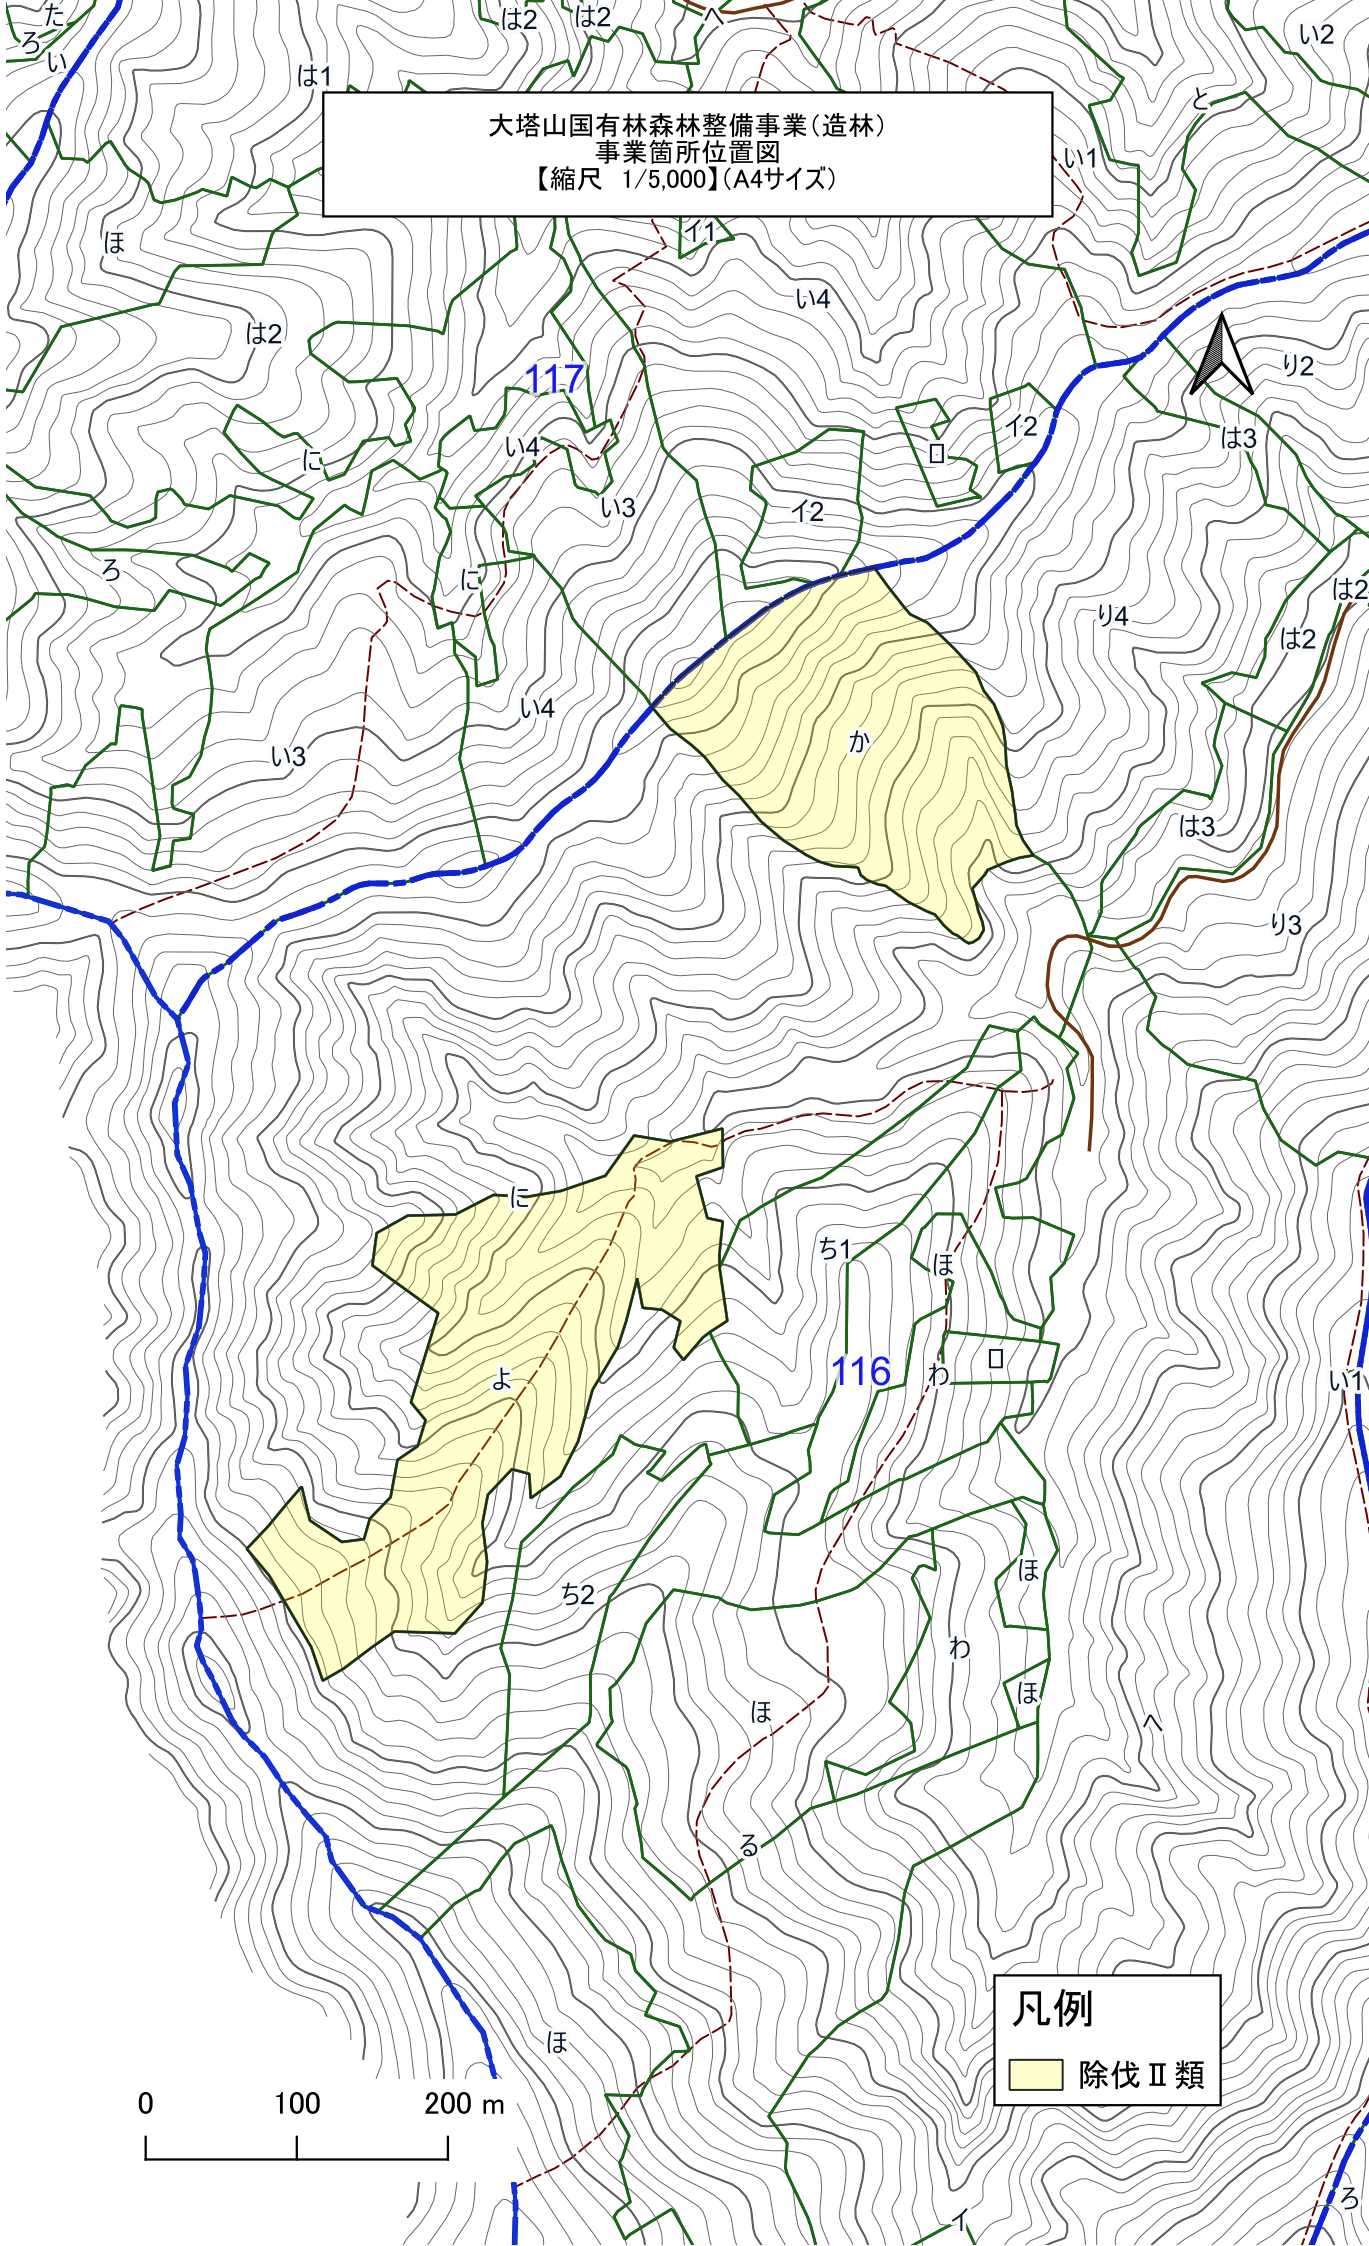 た
は2
は2
へ
ろ
い
い2
は1
と
大塔山国有林森林整備事業(造林)
事業箇所位置図
【縮尺 1/5,000】(A4サイズ)
い1
イ1
ほ
い4
は2
り2
117
イ2
は3
い4
ロ
に
い3
イ2
ろ
に
は2
り4
は2
い4
か
い3
は3
り3
に
ち1
ほ
ロ
116
わ
よ
い1
ち2
ほ
わ
ほ
ほ
へ
る
凡例
除伐Ⅱ類
ほ
0 100 200 m
ろ
イ